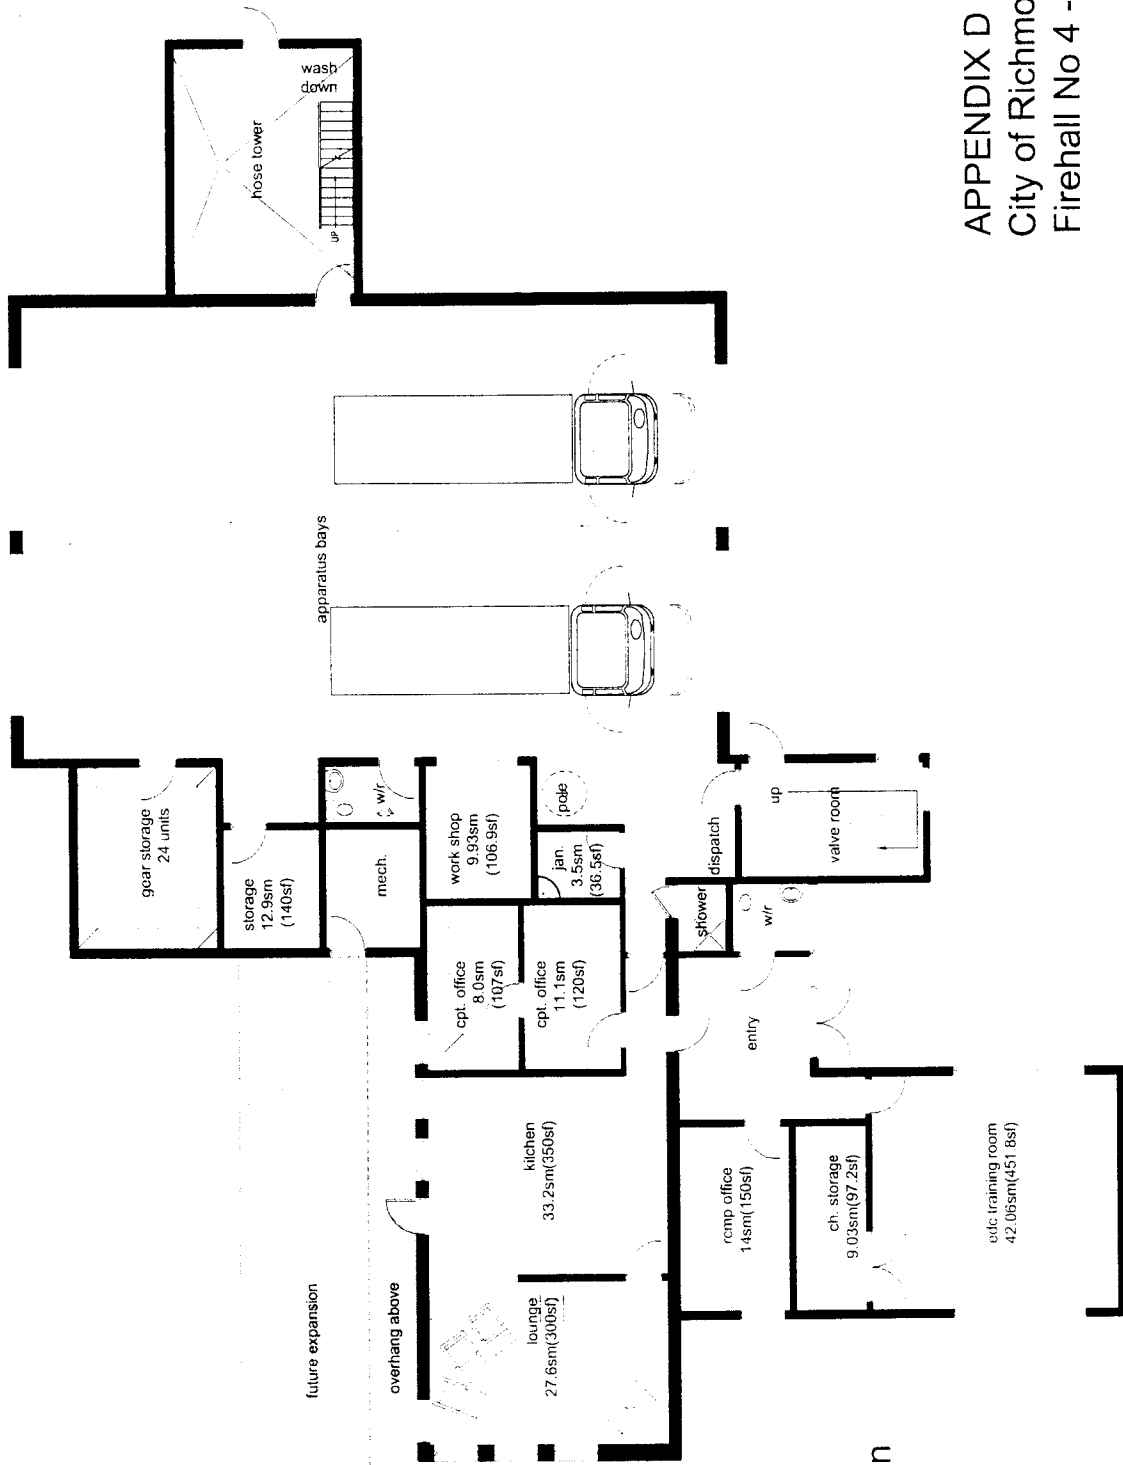 wash
down
hose tower
UP
apparatus bays
gear storage
24 units
storage
12.9sm
(140sf)
w/r
mech.
work shop
9.93sm
(106.9sf)
pole
jan.
3.5sm
(36.5sf)
dispatch
up
valve room
shower
w/r
cpt. office
8.0sm
(107sf)
cpt. office
11.1sm
(120sf)
entry
kitchen
33.2sm(350sf)
rcmp office
14sm(150sf)
ch. storage
9.03sm(97.2sf)
edc training room
42.06sm(451.8sf)
lounge
27.6sm(300sf)
future expansion
overhang above
n
APPENDIX D
City of Richmo
Firehall No 4 -